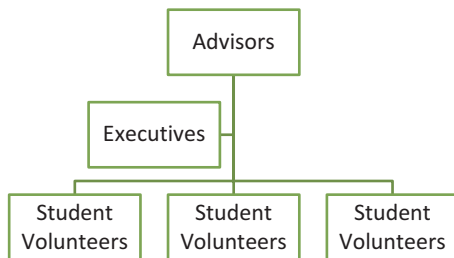 Advisors
Executives
Student
Volunteers
Student
Volunteers
Student
Volunteers